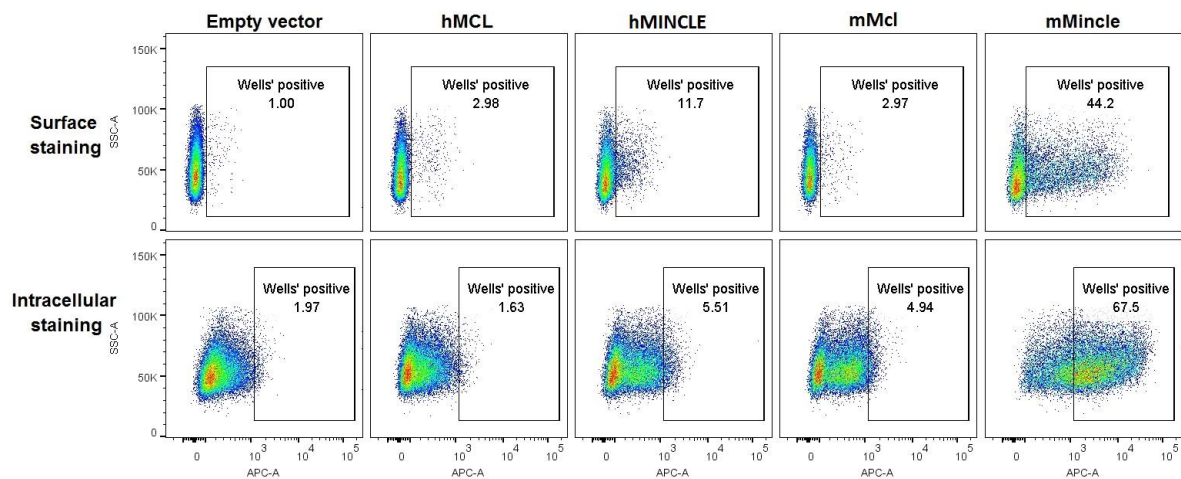 Empty vector hMCL hMINCLE mMcl mMincle
Surface
staining
SSC-A
150K
100K
50K
0
Wells' positive
1.00
Wells' positive
2.98
Wells' positive
11.7
Wells' positive
2.97
Wells' positive
44.2
Intracellular
staining
SSC-A
150K
100K
50K
0
Wells' positive
1.97
Wells' positive
1.63
Wells' positive
5.51
Wells' positive
4.94
Wells' positive
67.5
0 10^3 10^4 10^5
APC-A
0 10^3 10^4 10^5
APC-A
0 10^3 10^4 10^5
APC-A
0 10^3 10^4 10^5
APC-A
0 10^3 10^4 10^5
APC-A